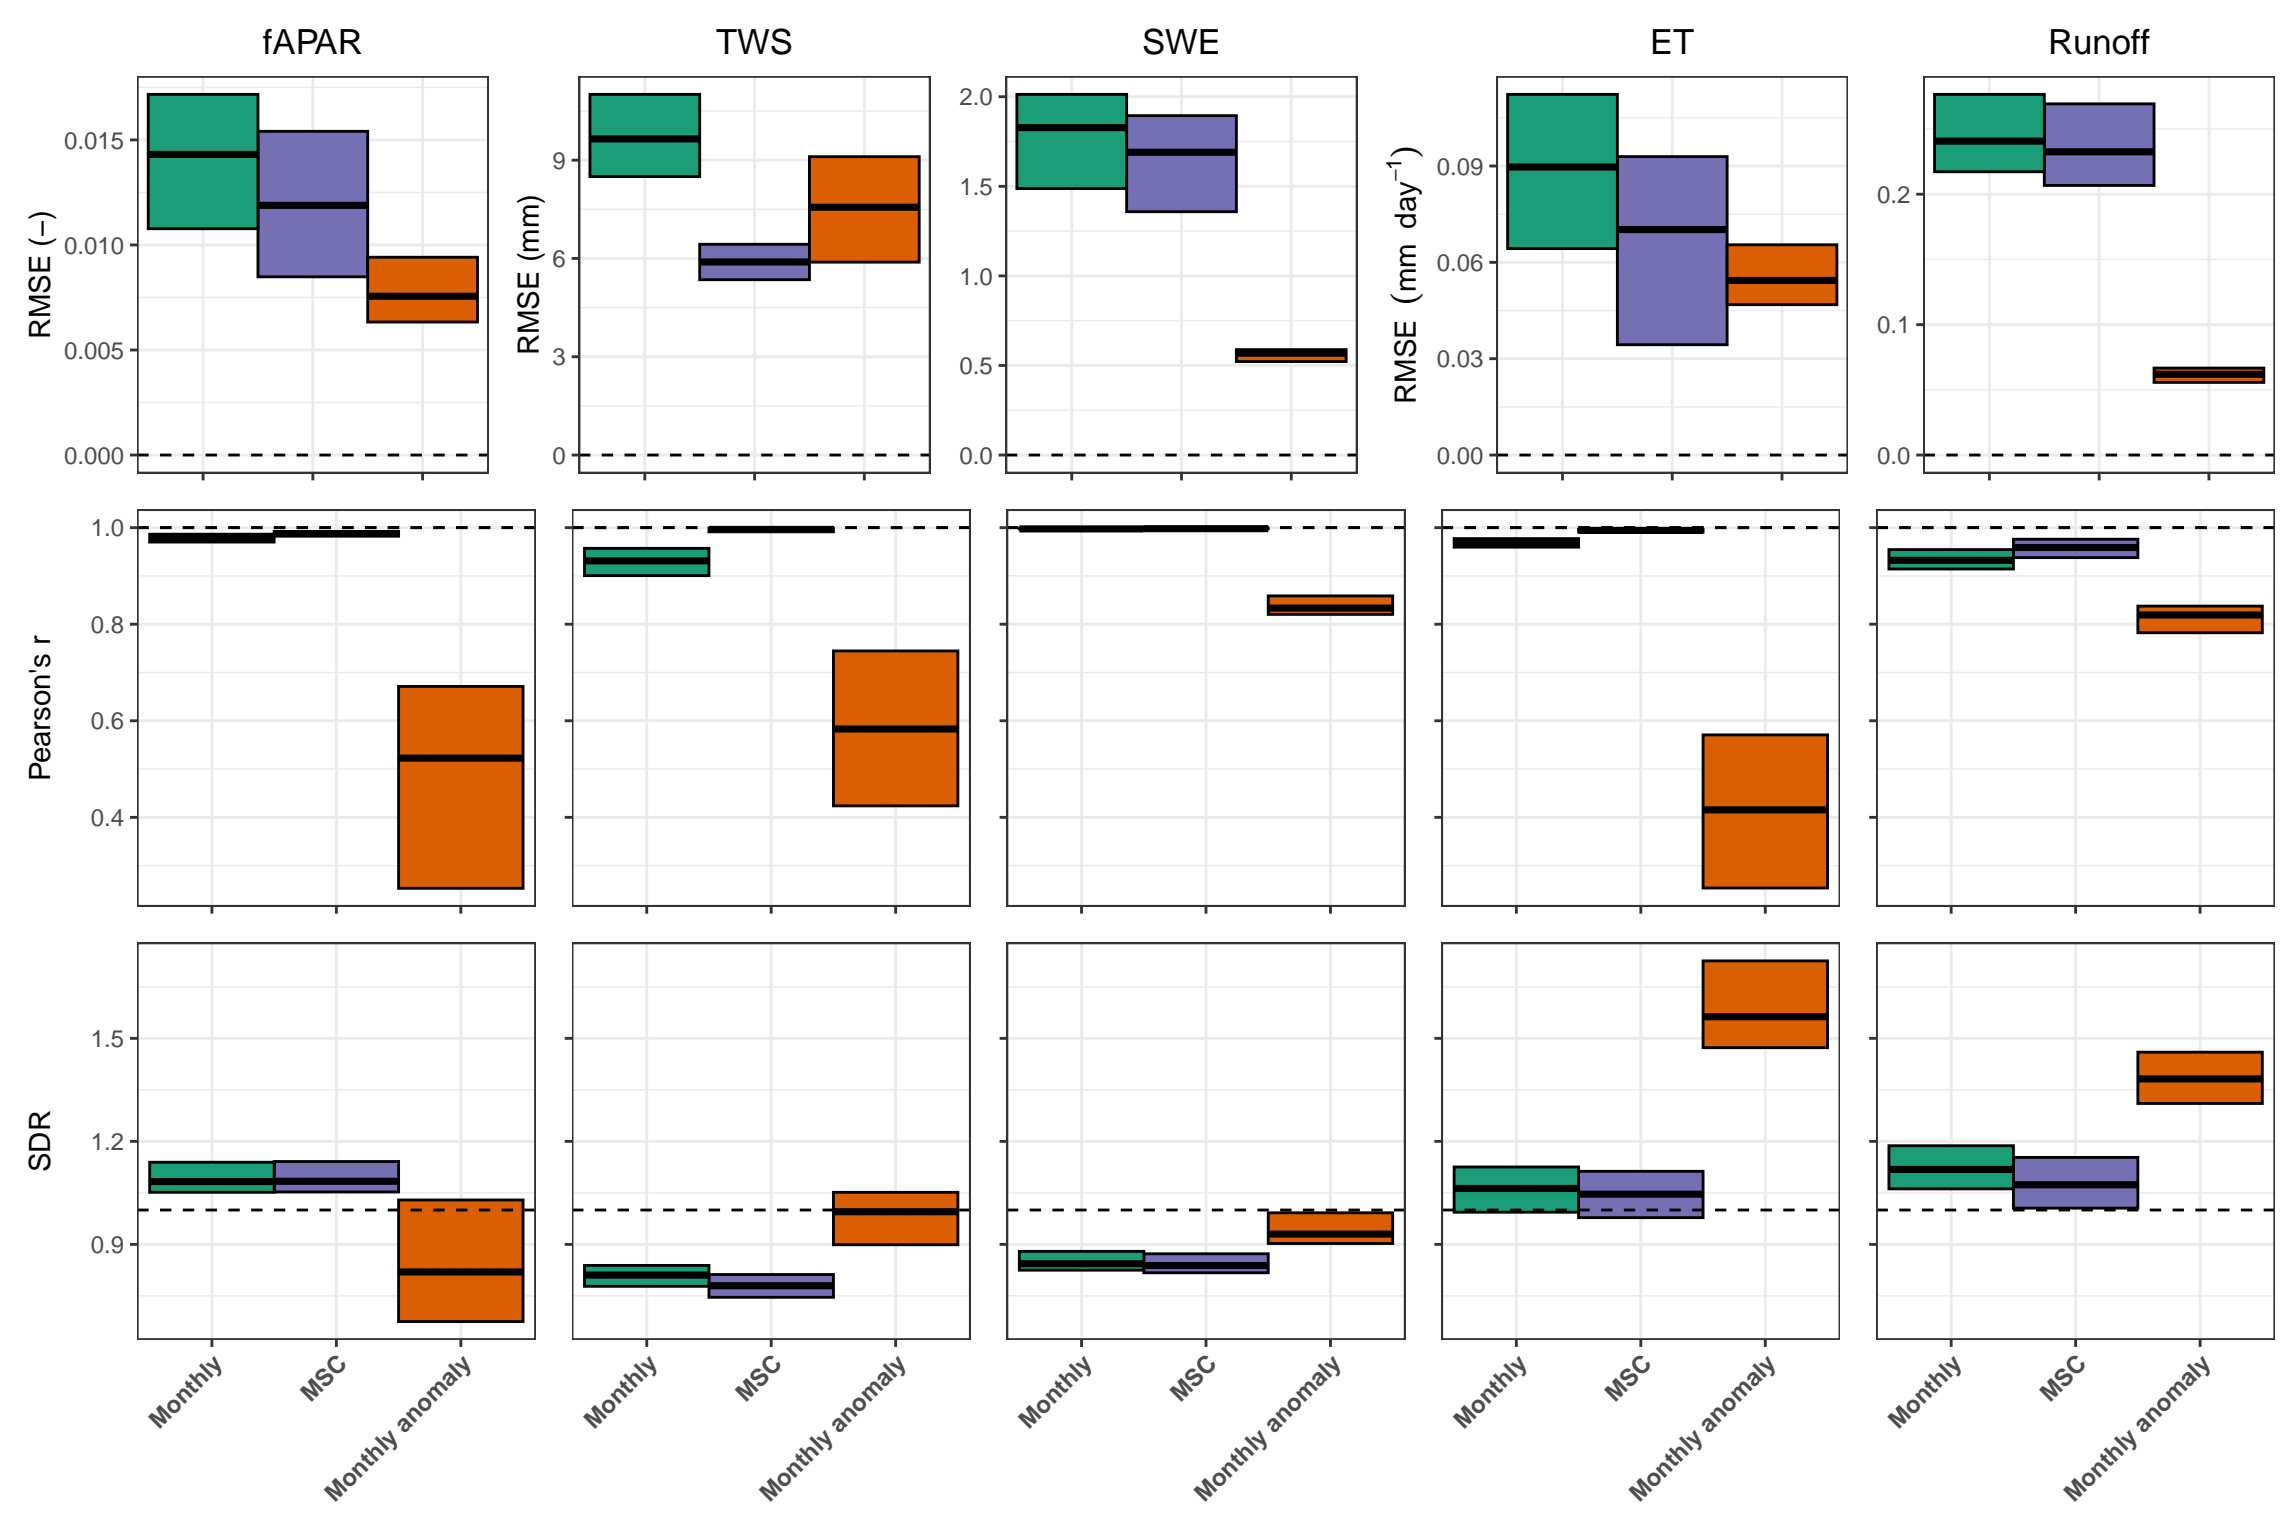 fAPAR TWS SWE ET Runoff
RMSE (−)
0.015
0.010
0.005
0.000
RMSE (mm)
9
6
3
0
2.0
1.5
1.0
0.5
0.0
RMSE (mm day⁻¹)
0.09
0.06
0.03
0.00
0.2
0.1
0.0
Pearson's r
1.0
0.8
0.6
0.4
SDR
1.5
1.2
0.9
Monthly MSC Monthly anomaly
Monthly MSC Monthly anomaly
Monthly MSC Monthly anomaly
Monthly MSC Monthly anomaly
Monthly MSC Monthly anomaly